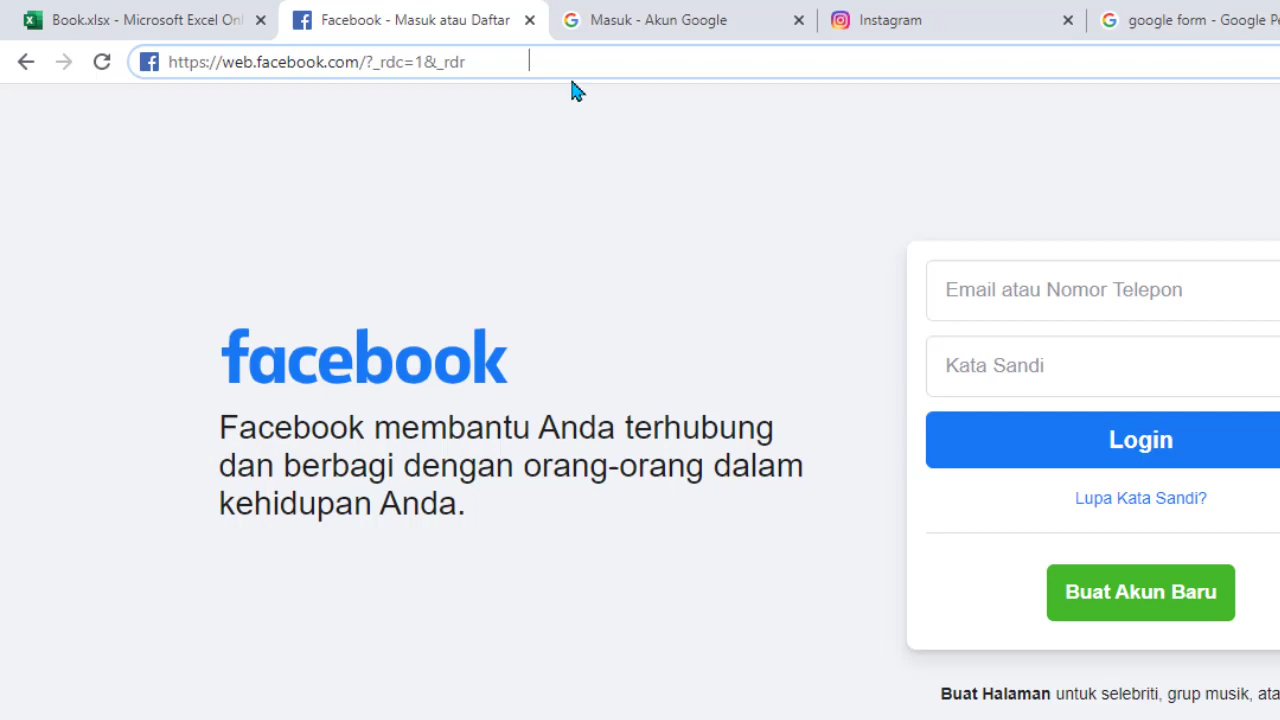 Book.xlsx - Microsoft Excel Onl
Facebook - Masuk atau Daftar
Masuk - Akun Google
Instagram
google form - Google Pe
https://web.facebook.com/?_rdc=1&_rdr
Email atau Nomor Telepon
Kata Sandi
Login
Lupa Kata Sandi?
Buat Akun Baru
facebook
Facebook membantu Anda terhubung
dan berbagi dengan orang-orang dalam
kehidupan Anda.
Buat Halaman untuk selebriti, grup musik, ata